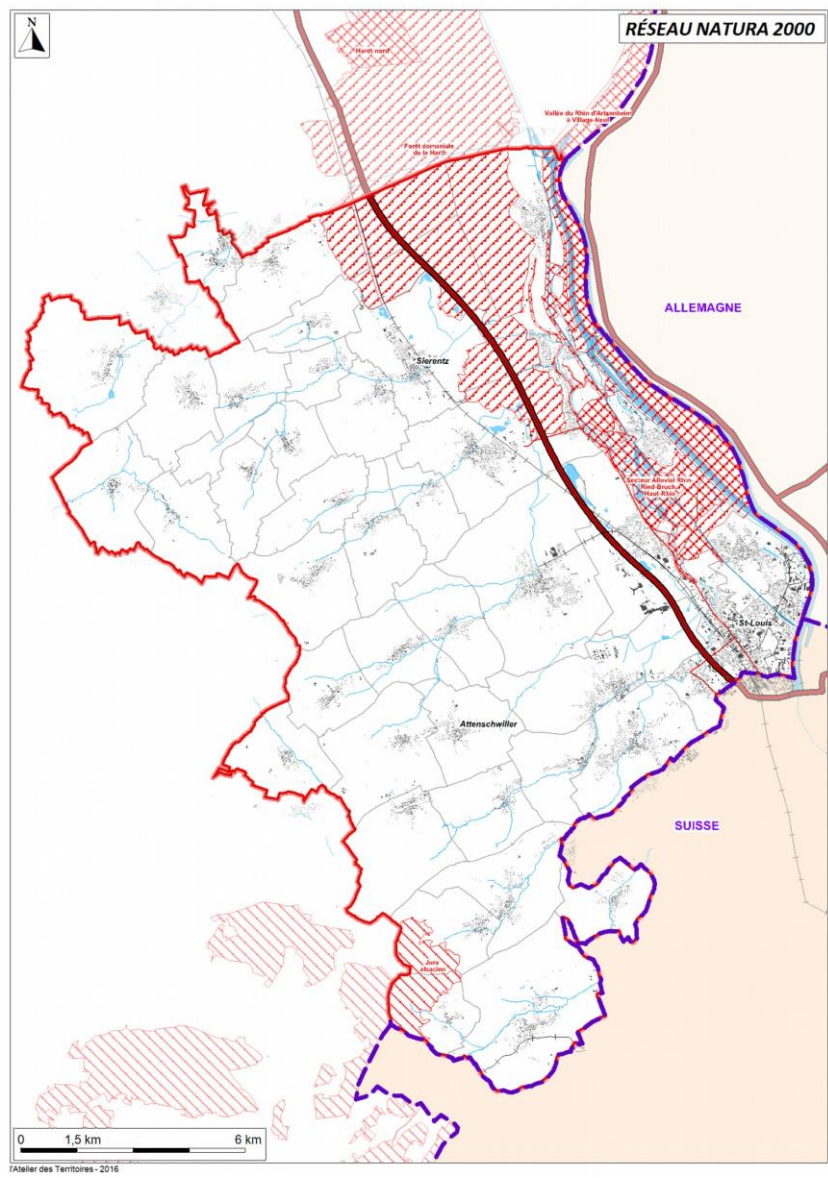 N
RÉSEAU NATURA 2000
Hardt nord
Vallée du Rhin d'Artzenheim
à Village-Neuf
Forêt domaniale
de la Harth
ALLEMAGNE
Sierentz
Secteur Alluvial Rhin
Ried-Bruch,
Haut-Rhin
St-Louis
Attenschwiller
SUISSE
Jura
alsacien
0 1,5 km 6 km
l'Atelier des Territoires - 2016